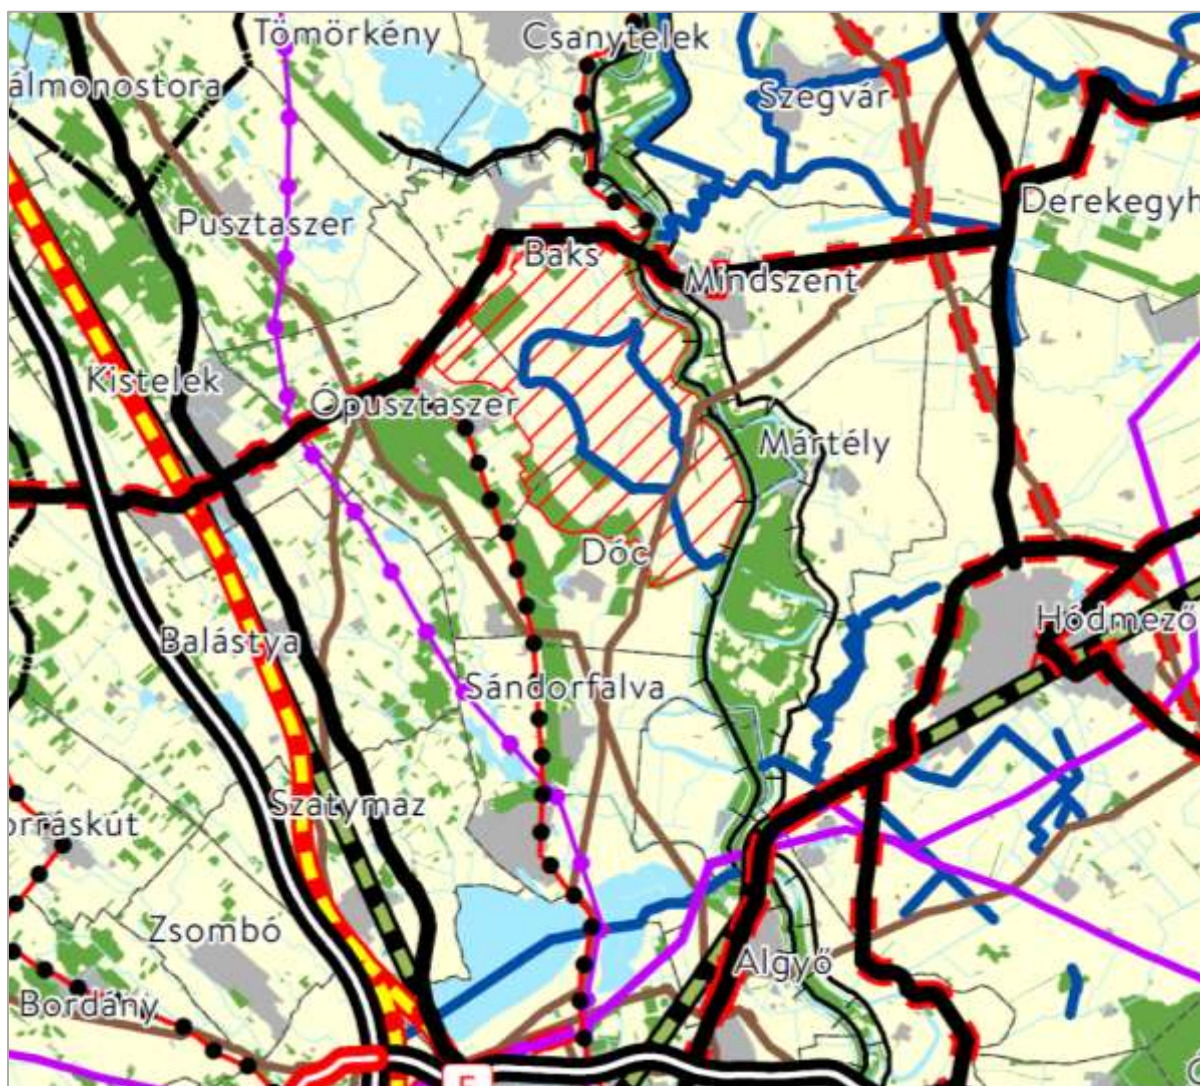 Tömörkény
Csanytelek
álmonostora
Szegvár
Derekegyh
Pusztaszer
Baks
Mindszent
Kistelek
Ópusztaszer
Mártély
Dóc
Hódmező
Balástya
Sándorfalva
Szatymaz
orráskút
Zsombó
Algyő
Bordány